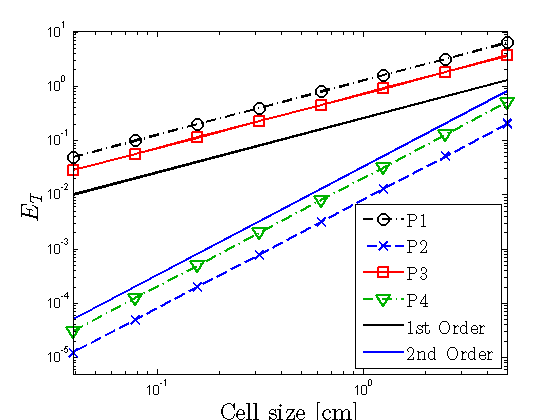 10^1
10^0
10^-1
10^-2
10^-3
10^-4
10^-5
E_T
10^-1
10^0
Cell size [cm]
P1
P2
P3
P4
1st Order
2nd Order